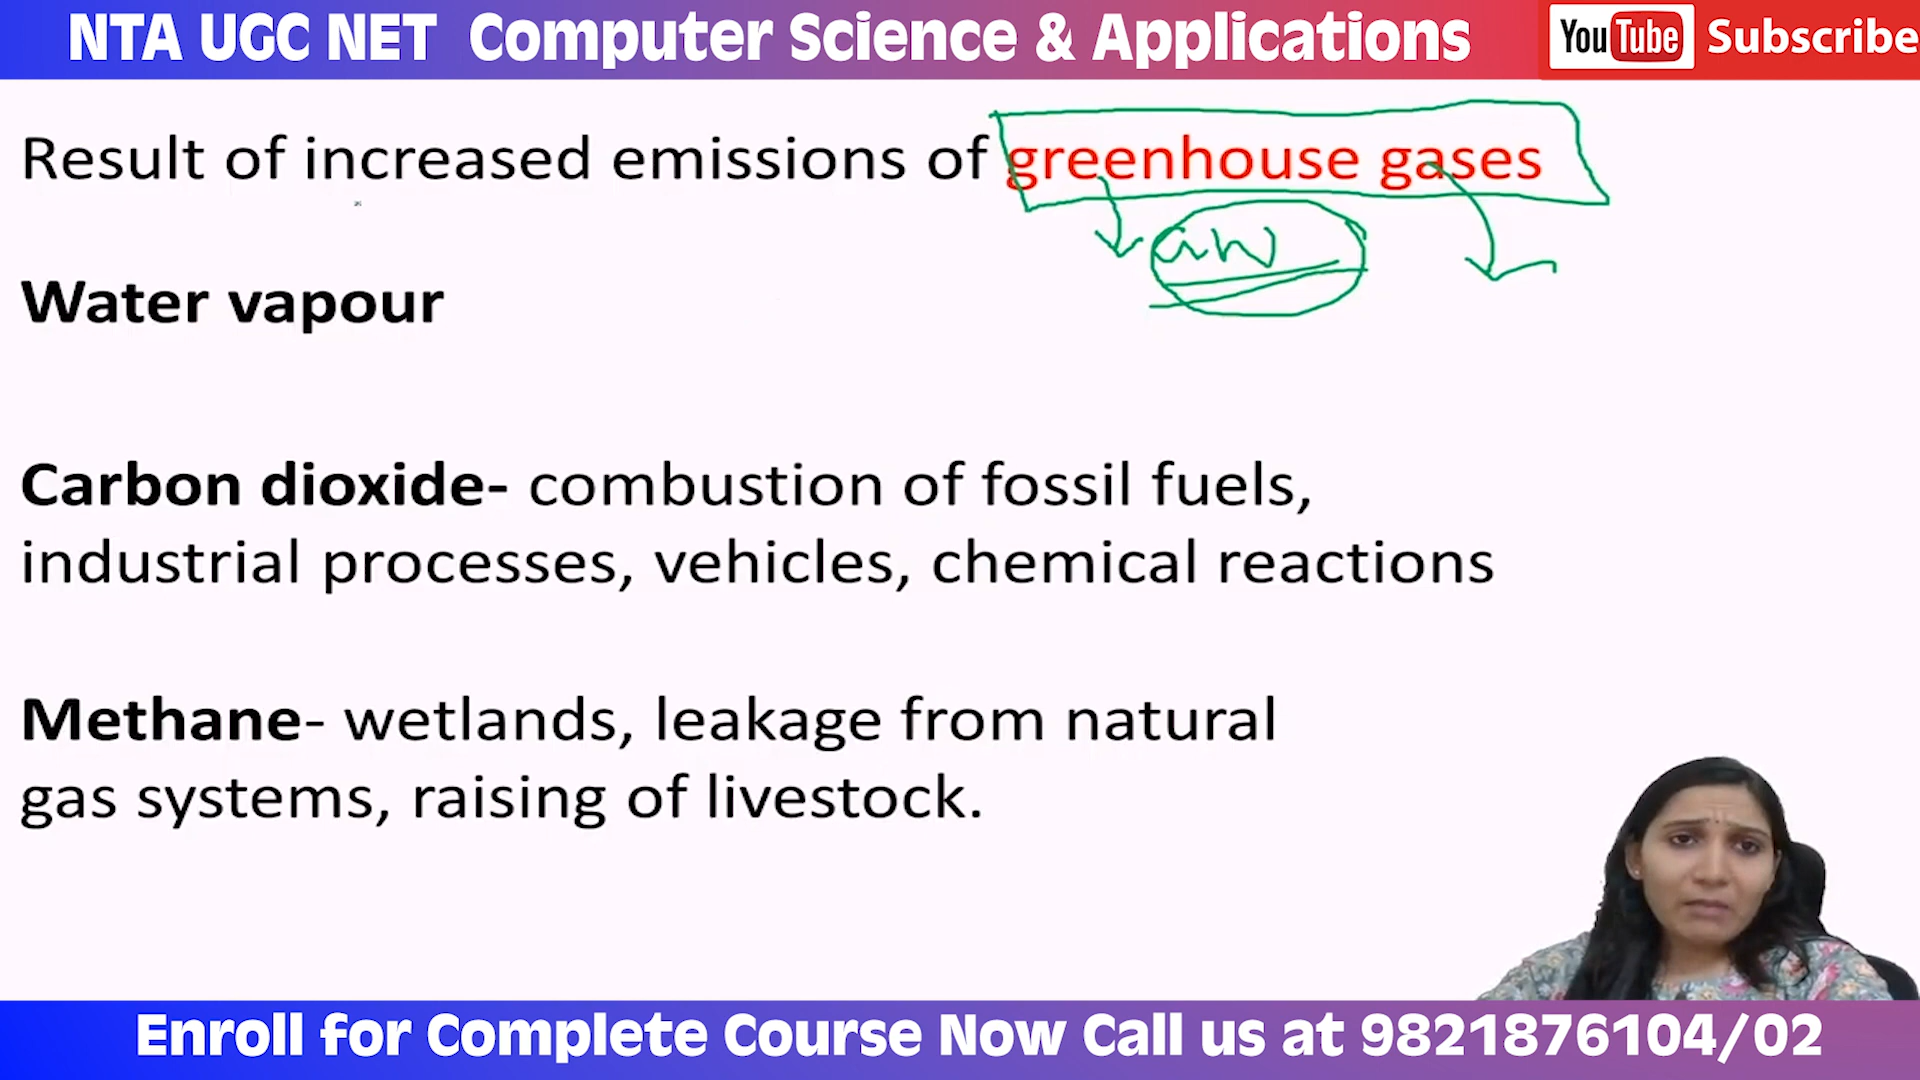 NTA UGC NET Computer Science & Applications
YouTube Subscribe
Result of increased emissions of greenhouse gases
Water vapour
Carbon dioxide- combustion of fossil fuels,
industrial processes, vehicles, chemical reactions
Methane- wetlands, leakage from natural
gas systems, raising of livestock.
Enroll for Complete Course Now Call us at 9821876104/02